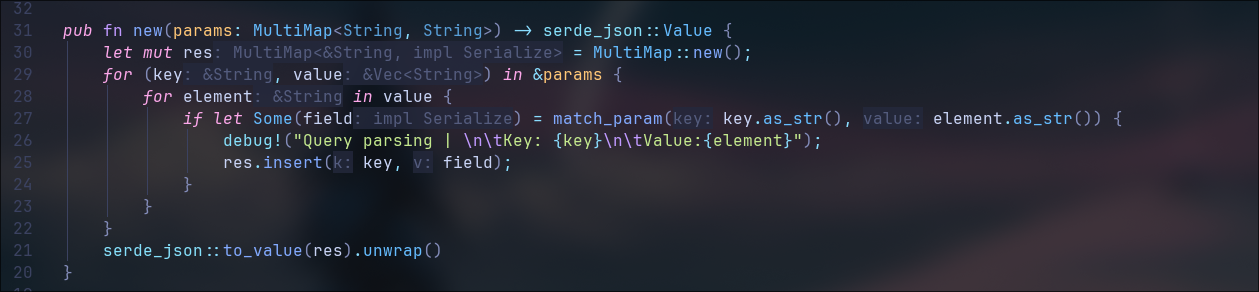 32
31 pub fn new(params: MultiMap<String, String>) -> serde_json::Value {
30 let mut res: MultiMap<&String, impl Serialize> = MultiMap::new();
29 for (key: &String, value: &Vec<String>) in &params {
28 for element: &String in value {
27 if let Some(field: impl Serialize) = match_param(key: key.as_str(), value: element.as_str()) {
26 debug!("Query parsing | \n\tKey: {key}\n\tValue:{element}");
25 res.insert(k: key, v: field);
24 }
23 }
22 }
21 serde_json::to_value(res).unwrap()
20 }